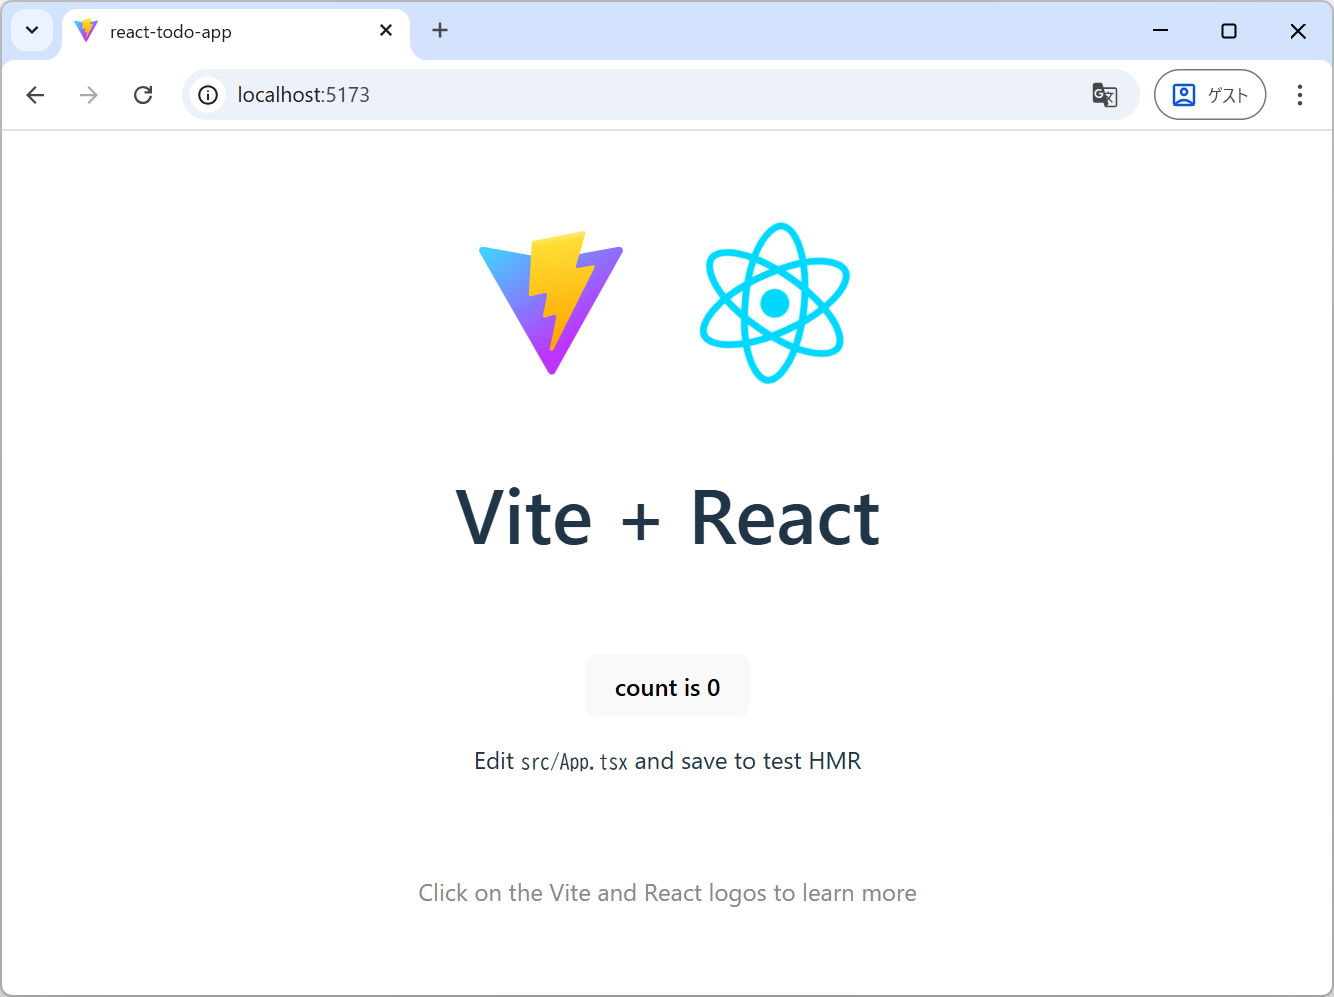 react-todo-app
localhost:5173
ゲスト
Vite + React
count is 0
Edit src/App.tsx and save to test HMR
Click on the Vite and React logos to learn more